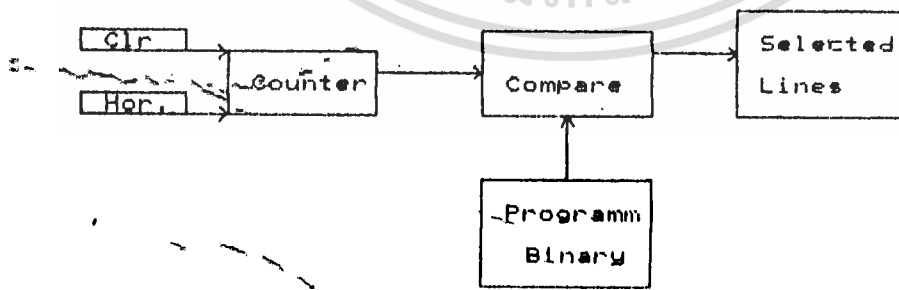 Clr
Hor.
Counter
Compare
Selected
Lines
Programm
Binary